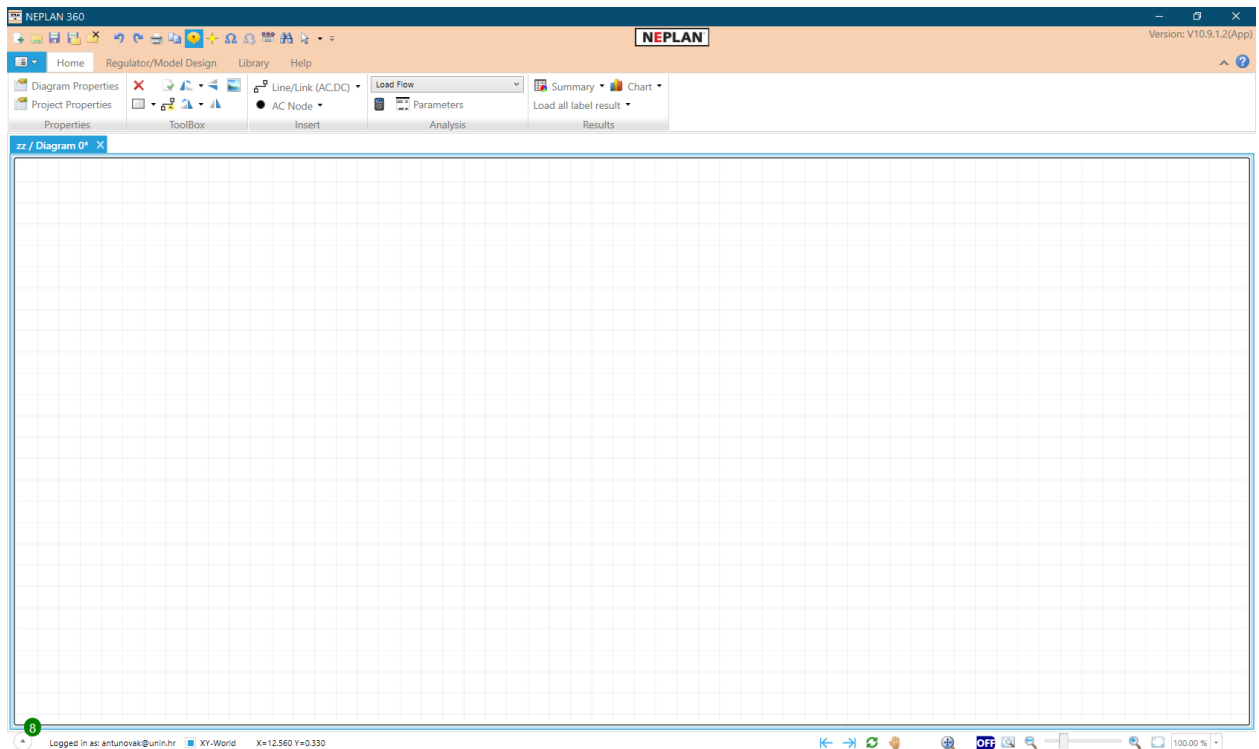 NEPLAN 360
NEPLAN
Version: V10.9.1.2(App)
Home Regulator/Model Design Library Help
Diagram Properties Line/Link (AC,DC) Load Flow Summary Chart
Project Properties AC Node Parameters Load all label result
Properties ToolBox Insert Analysis Results
zz / Diagram 0*
8
Logged in as: antunovak@unin.hr XY-World X=12.560 Y=0.330 OFF 100.00 %